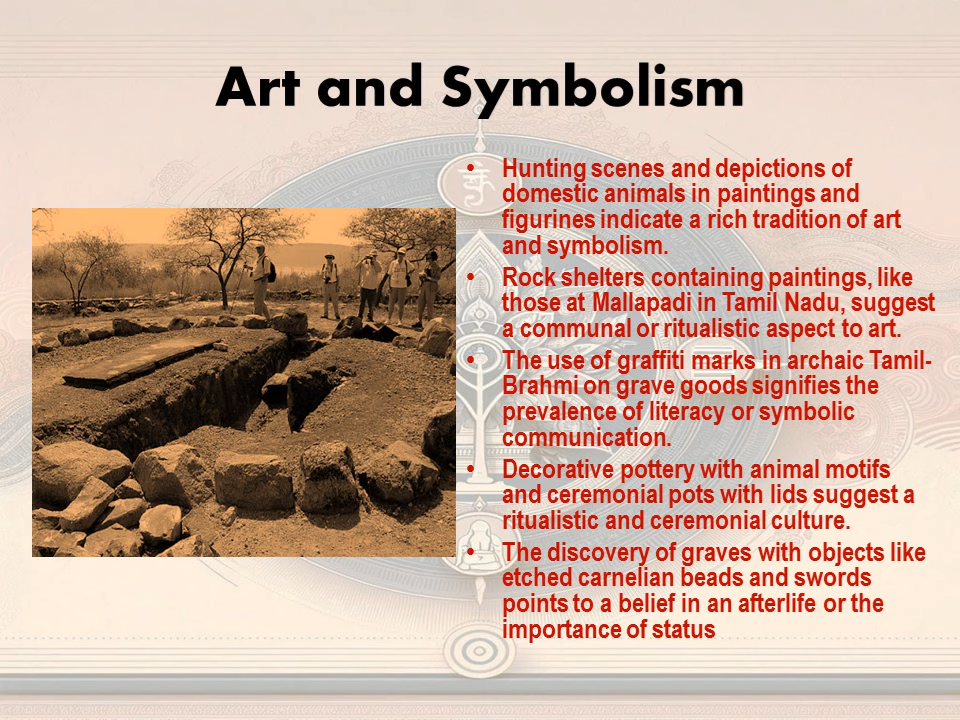 Art and Symbolism
• Hunting scenes and depictions of
domestic animals in paintings and
figurines indicate a rich tradition of art
and symbolism.
• Rock shelters containing paintings, like
those at Mallapadi in Tamil Nadu, suggest
a communal or ritualistic aspect to art.
• The use of graffiti marks in archaic Tamil-
Brahmi on grave goods signifies the
prevalence of literacy or symbolic
communication.
• Decorative pottery with animal motifs
and ceremonial pots with lids suggest a
ritualistic and ceremonial culture.
• The discovery of graves with objects like
etched carnelian beads and swords
points to a belief in an afterlife or the
importance of status